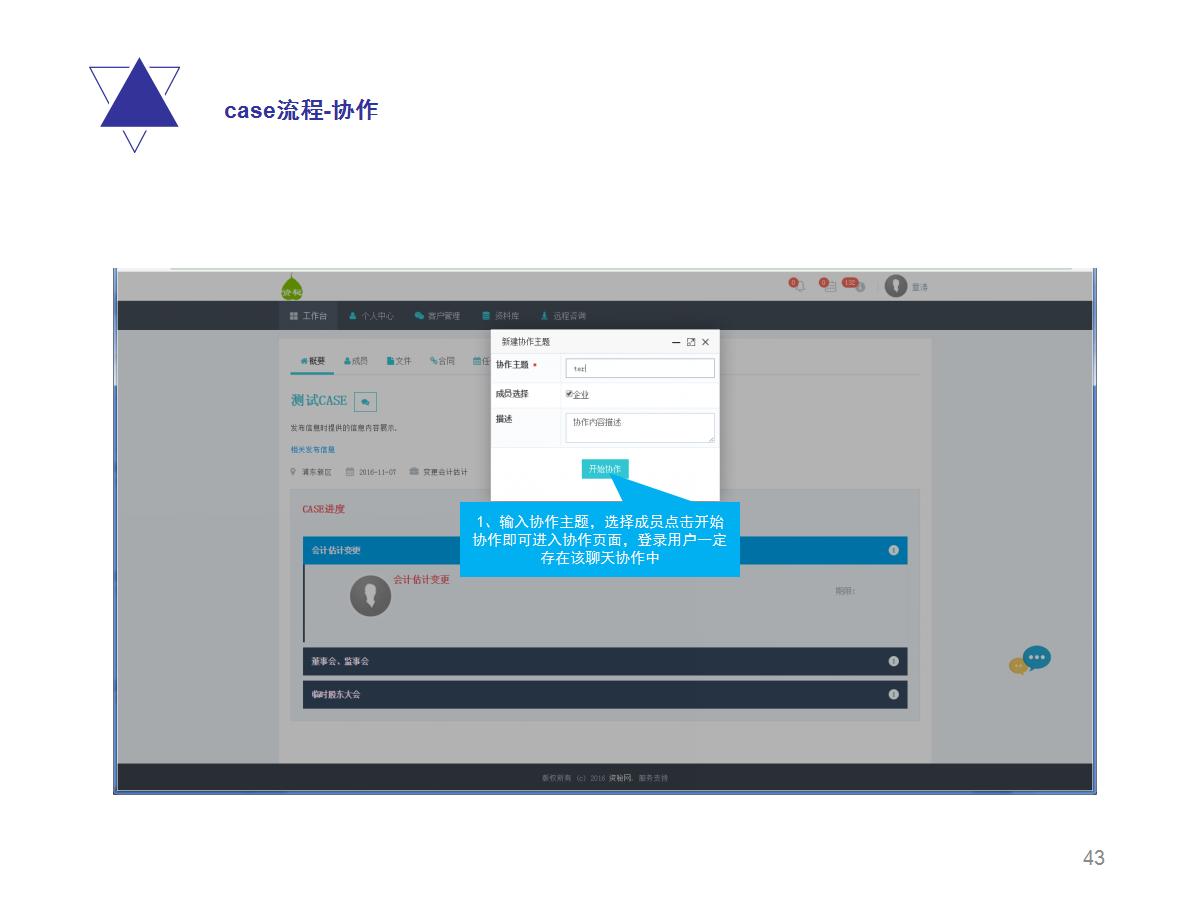 case流程-协作
资秘
0
0
132
董涛
工作台
个人中心
客户管理
资料库
远程咨询
新建协作主题
概要
成员
文件
合同
任
协作主题 *
ter
成员选择
企业
描述
协作内容描述
开始协作
测试CASE
发布信息时提供的信息内容展示.
相关发布信息
浦东新区
2016-11-07
变更会计估计
CASE进度
1、输入协作主题，选择成员点击开始
协作即可进入协作页面，登录用户一定
存在该聊天协作中
会计估计变更
会计估计变更
期限:
董事会、监事会
临时股东大会
版权所有 (c) 2016 资秘网. 服务支持
43